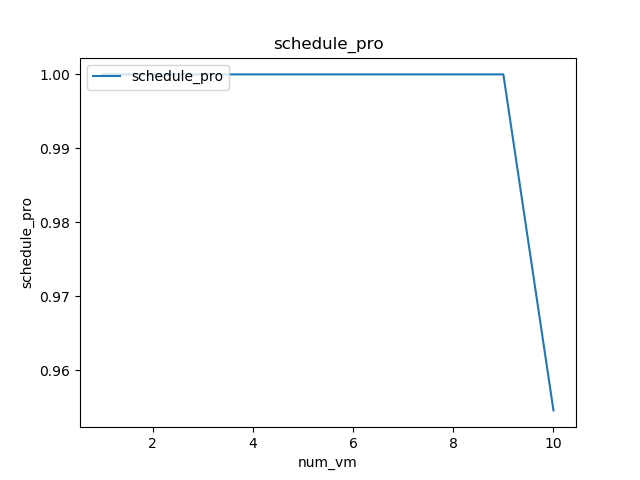 schedule_pro
schedule_pro
schedule_pro
1.00
0.99
0.98
0.97
0.96
2 4 6 8 10
num_vm